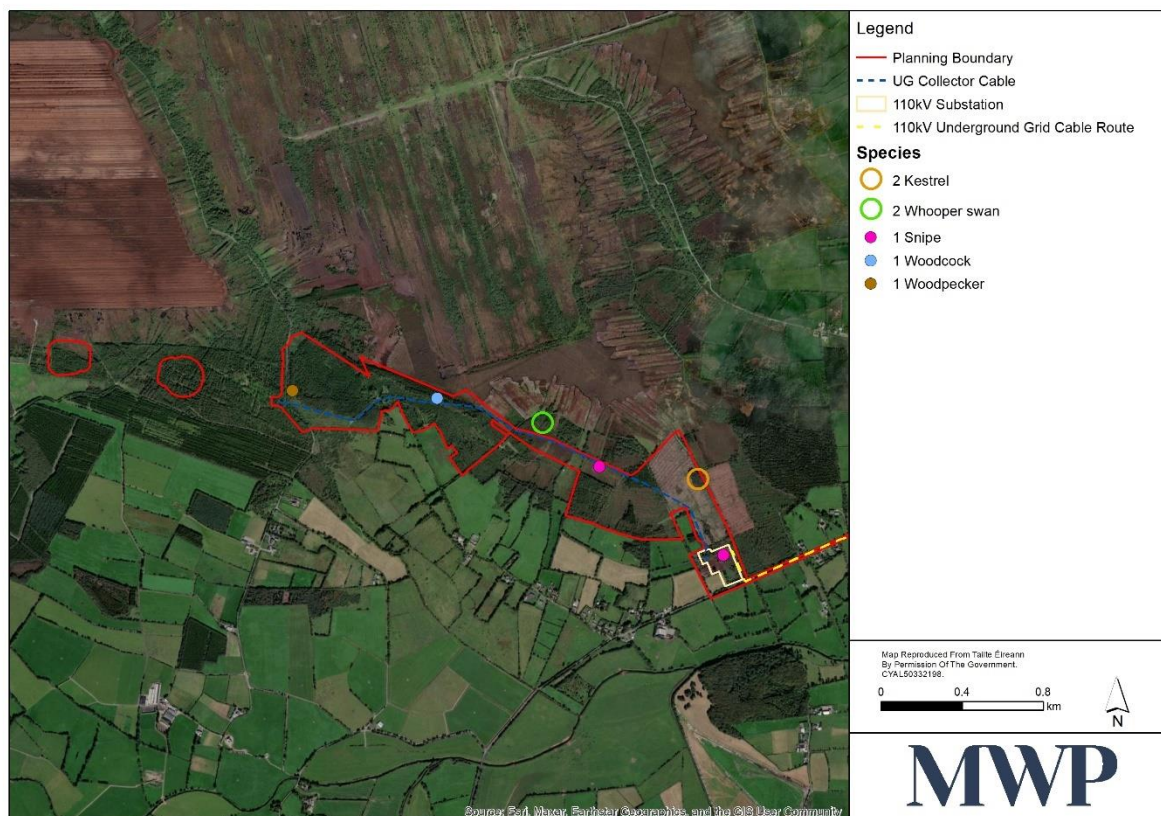 Legend
Planning Boundary
UG Collector Cable
110kV Substation
110kV Underground Grid Cable Route
Species
2 Kestrel
2 Whooper swan
1 Snipe
1 Woodcock
1 Woodpecker
Map Reproduced From Tailte Éireann
By Permission Of The Government.
CYAL50332198.
0 0.4 0.8
km
N
MWP
Source: Esri, Maxar, Earthstar Geographics, and the GIS User Community